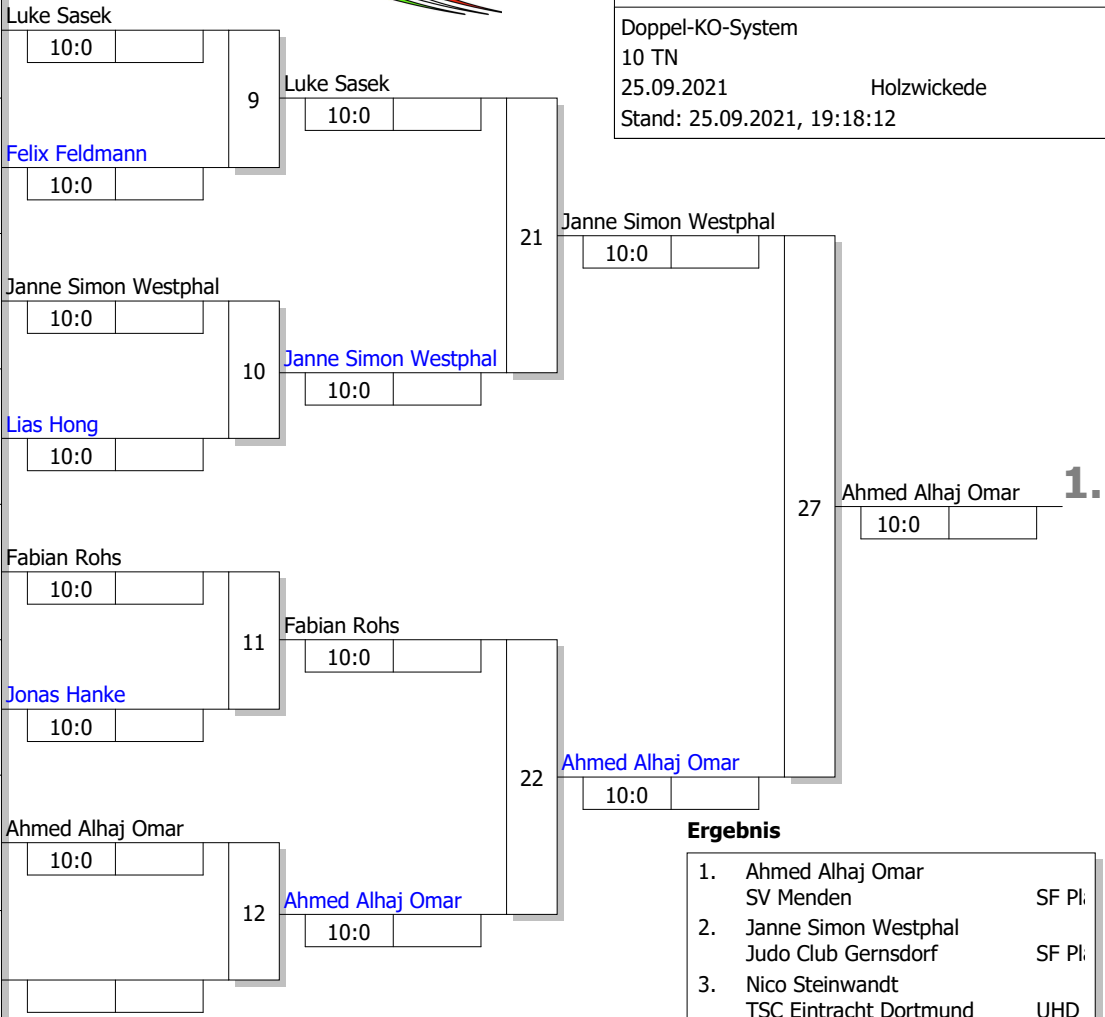 Luke Sasek
10:0
Doppel-KO-System
10 TN
25.09.2021 Holzwickede
Stand: 25.09.2021, 19:18:12
9
Luke Sasek
10:0
Felix Feldmann
10:0
21
Janne Simon Westphal
10:0
Janne Simon Westphal
10:0
10
Janne Simon Westphal
10:0
Lias Hong
10:0
27
Ahmed Alhaj Omar
1.
10:0
Fabian Rohs
10:0
11
Fabian Rohs
10:0
Jonas Hanke
10:0
22
Ahmed Alhaj Omar
10:0
Ahmed Alhaj Omar
10:0
12
Ahmed Alhaj Omar
10:0
Ergebnis
1. Ahmed Alhaj Omar
SV Menden SF
2. Janne Simon Westphal
Judo Club Gernsdorf SF
3. Nico Steinwandt
TSC Eintracht Dortmund UHD